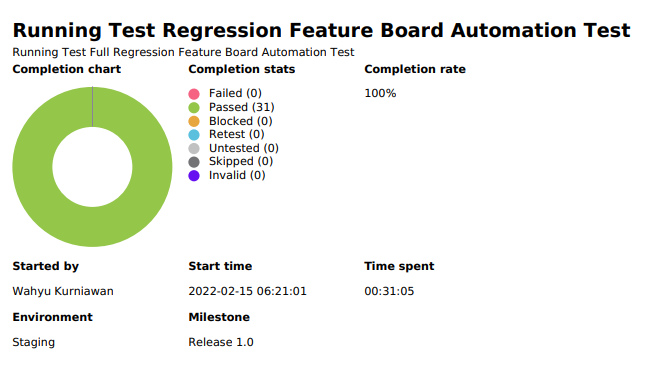 Running Test Regression Feature Board Automation Test
Running Test Full Regression Feature Board Automation Test
Completion chart
Completion stats
Completion rate
Failed (0)
Passed (31)
Blocked (0)
Retest (0)
Untested (0)
Skipped (0)
Invalid (0)
100%
Started by
Start time
Time spent
Wahyu Kurniawan
2022-02-15 06:21:01
00:31:05
Environment
Milestone
Staging
Release 1.0